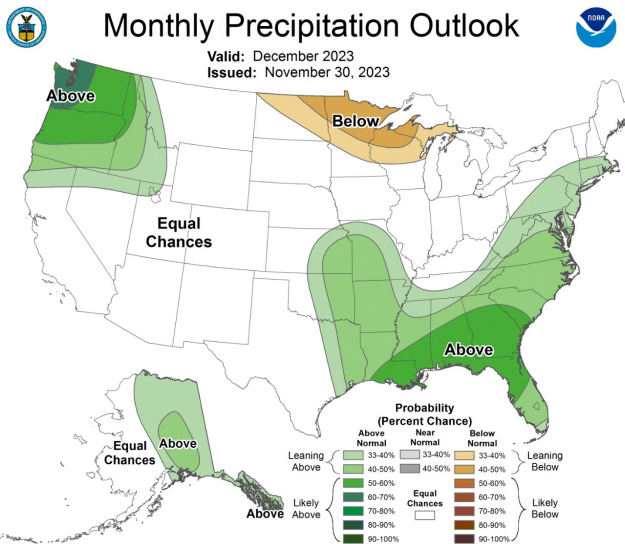 Monthly Precipitation Outlook
NOAA
Valid: December 2023
Issued: November 30, 2023
Above
Below
Equal
Chances
Above
Equal
Chances
Above
Above
Probability
(Percent Chance)
Above
Normal
Near
Normal
Below
Normal
Leaning
Above
33-40%
40-50%
33-40%
40-50%
33-40%
40-50%
Leaning
Below
Likely
Above
50-60%
60-70%
70-80%
80-90%
90-100%
Equal
Chances
50-60%
60-70%
70-80%
80-90%
90-100%
Likely
Below